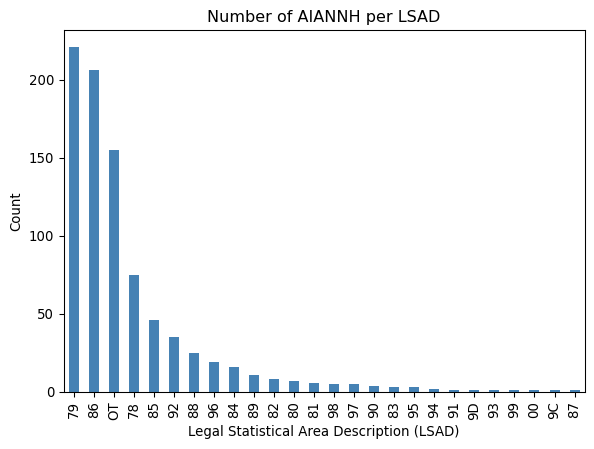 Number of AIANNH per LSAD
200
150
100
50
0
Count
79 86 OT 78 85 92 88 96 84 89 82 80 81 98 97 90 83 95 94 91 9D 93 99 00 9C 87
Legal Statistical Area Description (LSAD)